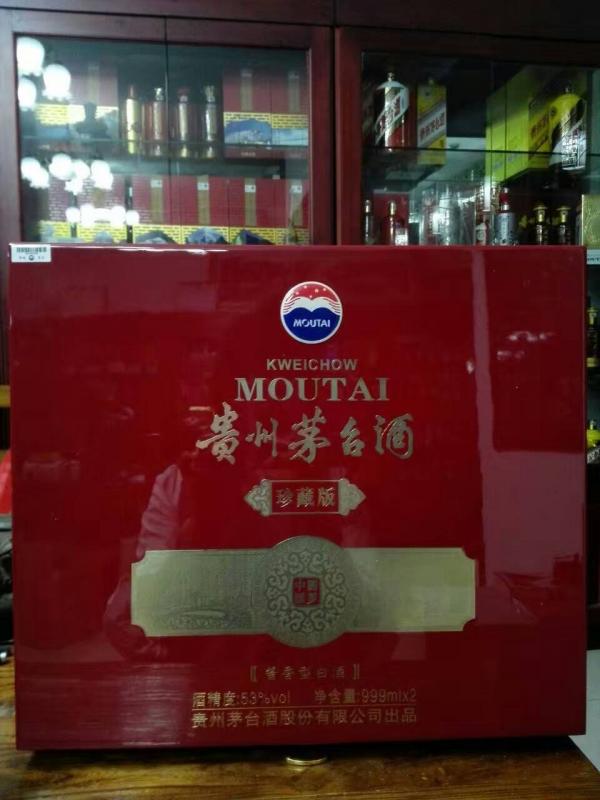 MOUTAI
KWEICHOW
MOUTAI
贵州茅台酒
珍藏版
〖酱香型白酒〗
酒精度:53%vol 净含量:999mlx2
贵州茅台酒股份有限公司出品